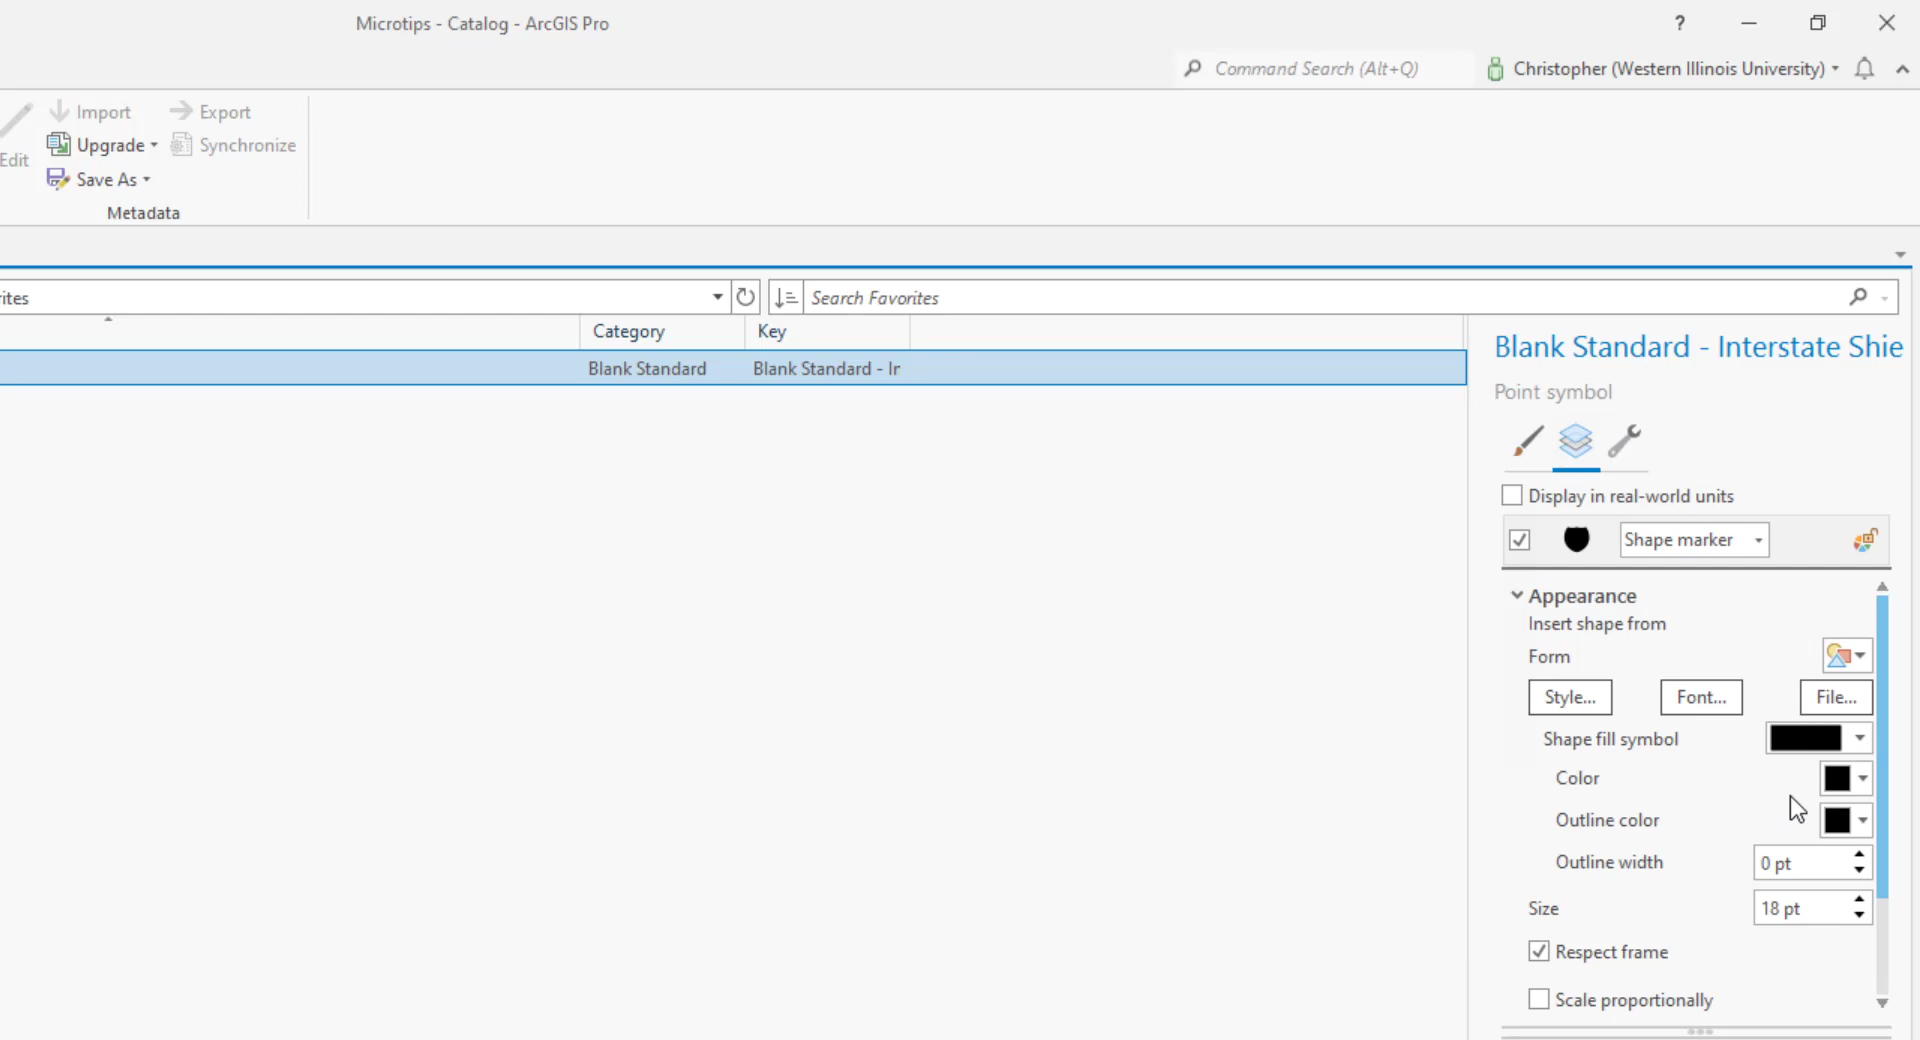 Microtips - Catalog - ArcGIS Pro
?
Command Search (Alt+Q)
Christopher (Western Illinois University)
Import
Export
Edit
Upgrade
Synchronize
Save As
Metadata
rites
Search Favorites
Category
Key
Blank Standard - Interstate Shie
Blank Standard
Blank Standard - Ir
Point symbol
Display in real-world units
Shape marker
Appearance
Insert shape from
Form
Style...
Font...
File...
Shape fill symbol
Color
Outline color
Outline width
0 pt
Size
18 pt
Respect frame
Scale proportionally